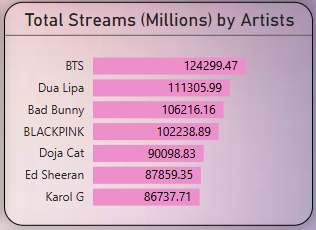 Total Streams (Millions) by Artists
BTS 124299.47
Dua Lipa 111305.99
Bad Bunny 106216.16
BLACKPINK 102238.89
Doja Cat 90098.83
Ed Sheeran 87859.35
Karol G 86737.71